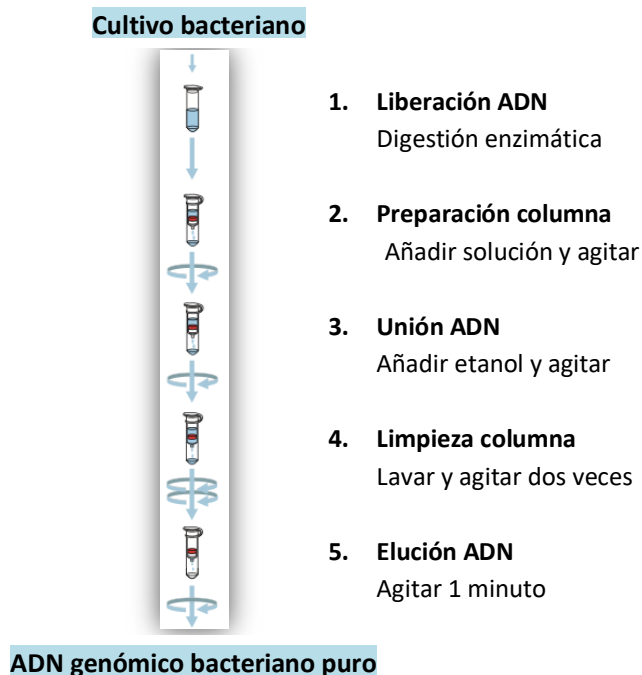 Cultivo bacteriano
1. Liberación ADN
Digestión enzimática
2. Preparación columna
Añadir solución y agitar
3. Unión ADN
Añadir etanol y agitar
4. Limpieza columna
Lavar y agitar dos veces
5. Elución ADN
Agitar 1 minuto
ADN genómico bacteriano puro